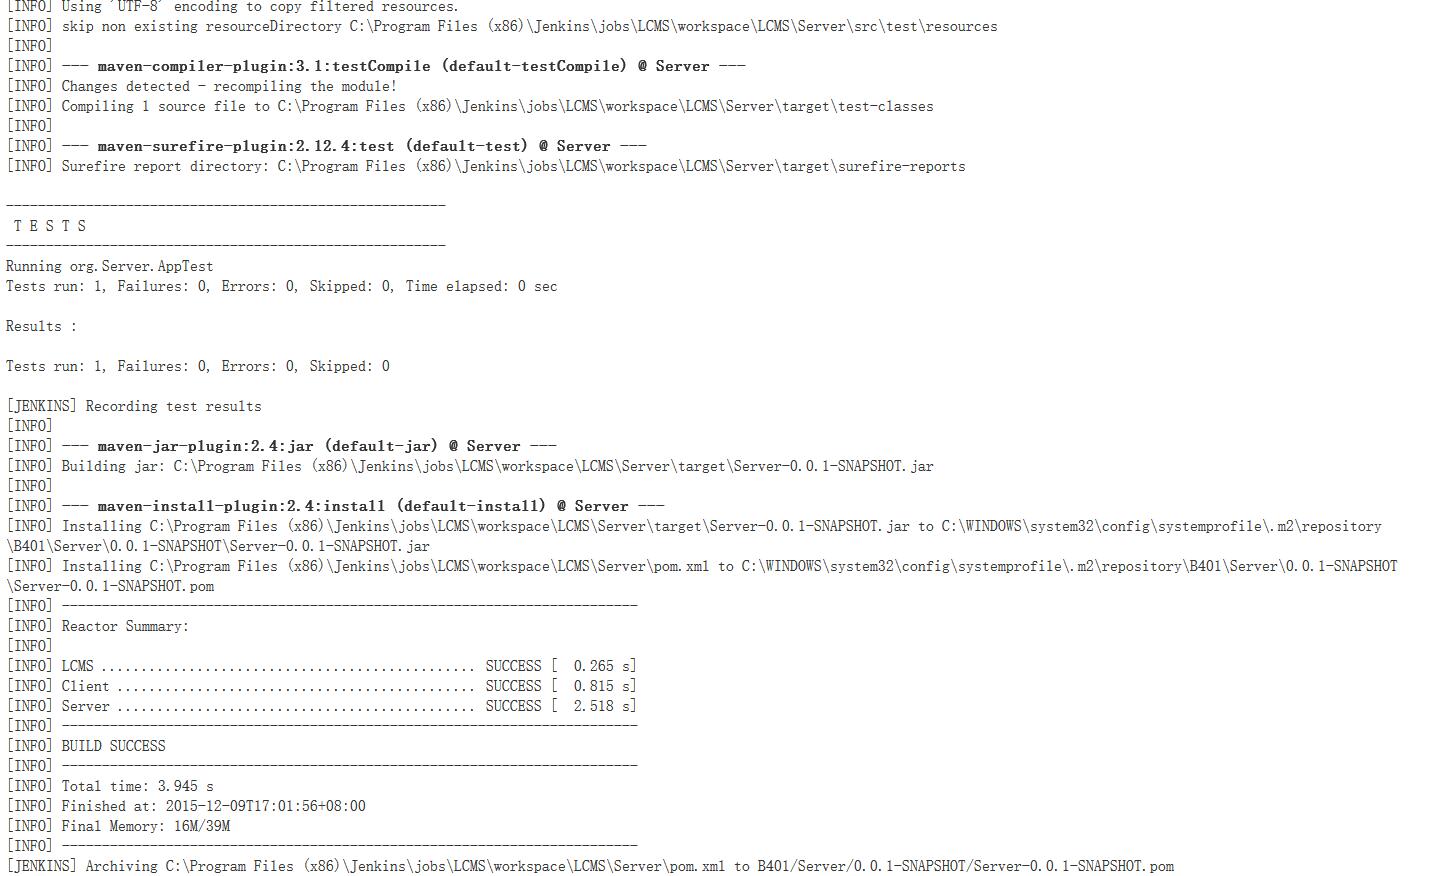 [INFO] Using 'UTF-8' encoding to copy filtered resources.
[INFO] skip non existing resourceDirectory C:\Program Files (x86)\Jenkins\jobs\LCMS\workspace\LCMS\Server\src\test\resources
[INFO]
[INFO] --- maven-compiler-plugin:3.1:testCompile (default-testCompile) @ Server ---
[INFO] Changes detected - recompiling the module!
[INFO] Compiling 1 source file to C:\Program Files (x86)\Jenkins\jobs\LCMS\workspace\LCMS\Server\target\test-classes
[INFO]
[INFO] --- maven-surefire-plugin:2.12.4:test (default-test) @ Server ---
[INFO] Surefire report directory: C:\Program Files (x86)\Jenkins\jobs\LCMS\workspace\LCMS\Server\target\surefire-reports
-------------------------------------------------------
T E S T S
-------------------------------------------------------
Running org.Server.AppTest
Tests run: 1, Failures: 0, Errors: 0, Skipped: 0, Time elapsed: 0 sec
Results :
Tests run: 1, Failures: 0, Errors: 0, Skipped: 0
[JENKINS] Recording test results
[INFO]
[INFO] --- maven-jar-plugin:2.4:jar (default-jar) @ Server ---
[INFO] Building jar: C:\Program Files (x86)\Jenkins\jobs\LCMS\workspace\LCMS\Server\target\Server-0.0.1-SNAPSHOT.jar
[INFO]
[INFO] --- maven-install-plugin:2.4:install (default-install) @ Server ---
[INFO] Installing C:\Program Files (x86)\Jenkins\jobs\LCMS\workspace\LCMS\Server\target\Server-0.0.1-SNAPSHOT.jar to C:\WINDOWS\system32\config\systemprofile\.m2\repository
\B401\Server\0.0.1-SNAPSHOT\Server-0.0.1-SNAPSHOT.jar
[INFO] Installing C:\Program Files (x86)\Jenkins\jobs\LCMS\workspace\LCMS\Server\pom.xml to C:\WINDOWS\system32\config\systemprofile\.m2\repository\B401\Server\0.0.1-SNAPSHOT
\Server-0.0.1-SNAPSHOT.pom
[INFO] ------------------------------------------------------------------------
[INFO] Reactor Summary:
[INFO]
[INFO] LCMS ............................................... SUCCESS [  0.265 s]
[INFO] Client ............................................. SUCCESS [  0.815 s]
[INFO] Server ............................................. SUCCESS [  2.518 s]
[INFO] ------------------------------------------------------------------------
[INFO] BUILD SUCCESS
[INFO] ------------------------------------------------------------------------
[INFO] Total time: 3.945 s
[INFO] Finished at: 2015-12-09T17:01:56+08:00
[INFO] Final Memory: 16M/39M
[INFO] ------------------------------------------------------------------------
[JENKINS] Archiving C:\Program Files (x86)\Jenkins\jobs\LCMS\workspace\LCMS\Server\pom.xml to B401/Server/0.0.1-SNAPSHOT/Server-0.0.1-SNAPSHOT.pom